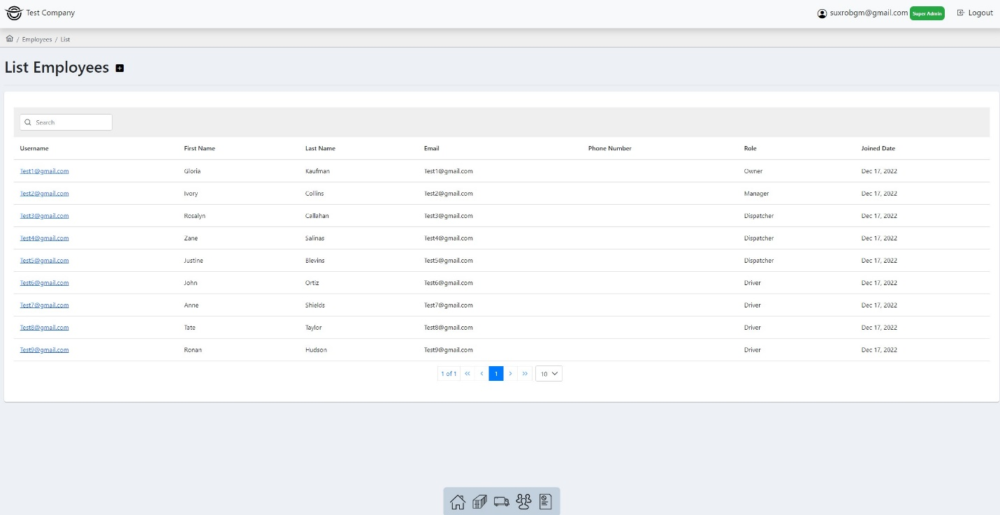 Test Company
suxrobgm@gmail.com Super Admin Logout
/ Employees / List
List Employees
Search
Username First Name Last Name Email Phone Number Role Joined Date
Test1@gmail.com Gloria Kaufman Test1@gmail.com Owner Dec 17, 2022
Test2@gmail.com Ivory Collins Test2@gmail.com Manager Dec 17, 2022
Test3@gmail.com Rosalyn Callahan Test3@gmail.com Dispatcher Dec 17, 2022
Test4@gmail.com Zane Salinas Test4@gmail.com Dispatcher Dec 17, 2022
Test5@gmail.com Justine Blevins Test5@gmail.com Dispatcher Dec 17, 2022
Test6@gmail.com John Ortiz Test6@gmail.com Driver Dec 17, 2022
Test7@gmail.com Anne Shields Test7@gmail.com Driver Dec 17, 2022
Test8@gmail.com Tate Taylor Test8@gmail.com Driver Dec 17, 2022
Test9@gmail.com Ronan Hudson Test9@gmail.com Driver Dec 17, 2022
1 of 1 « ‹ 1 › » 10